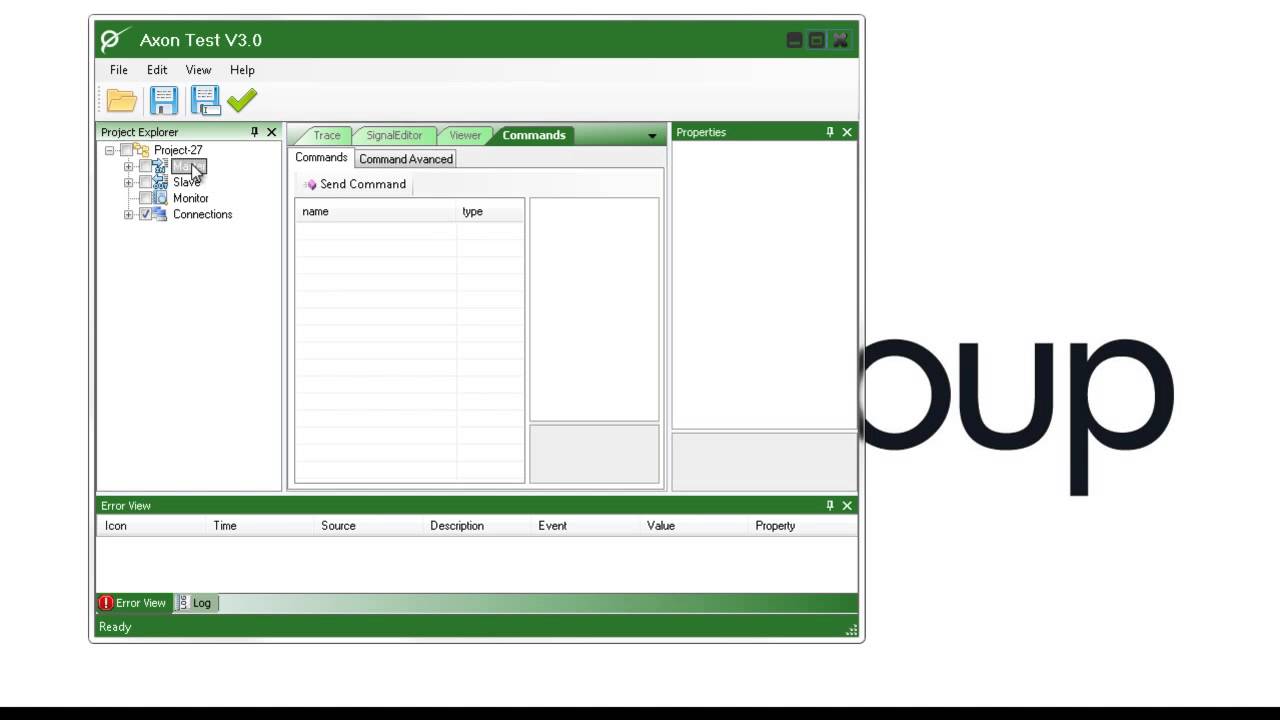 Axon Test V3.0
File Edit View Help
Project Explorer
Project-27
Slave
Monitor
Connections
Trace SignalEditor Viewer Commands
Commands Command Avanced
Send Command
name type
Properties
oup
Error View
Icon Time Source Description Event Value Property
Error View LOG Log
Ready